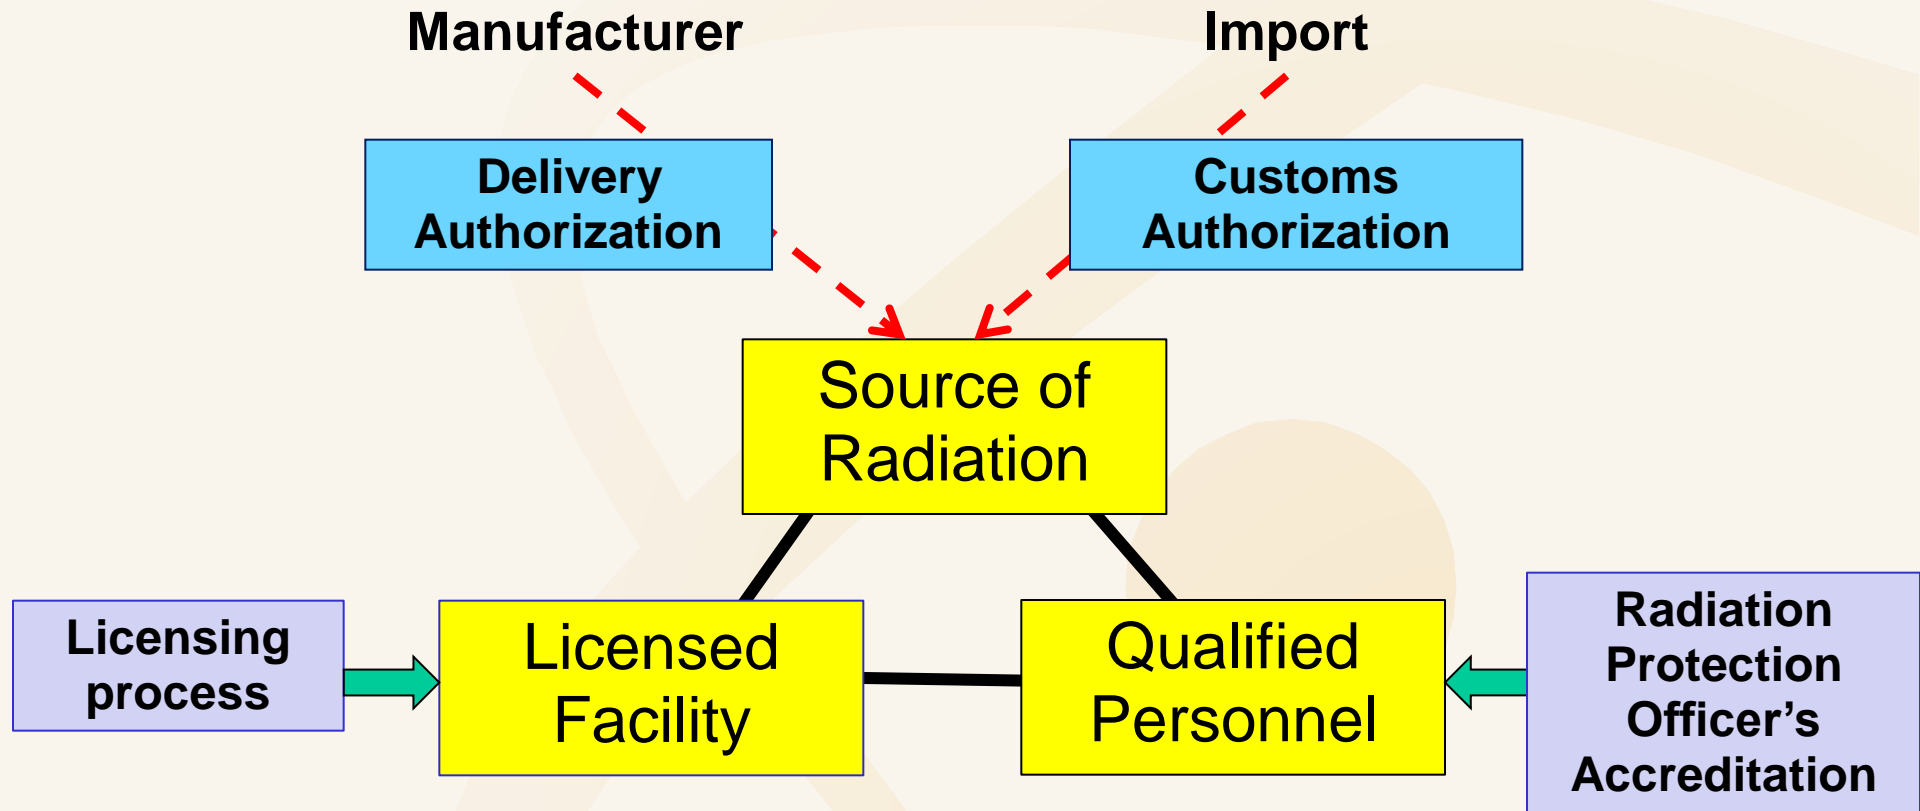 Manufacturer
Import
Delivery
Authorization
Customs
Authorization
Source of
Radiation
Licensing
process
Licensed
Facility
Qualified
Personnel
Radiation
Protection
Officer’s
Accreditation